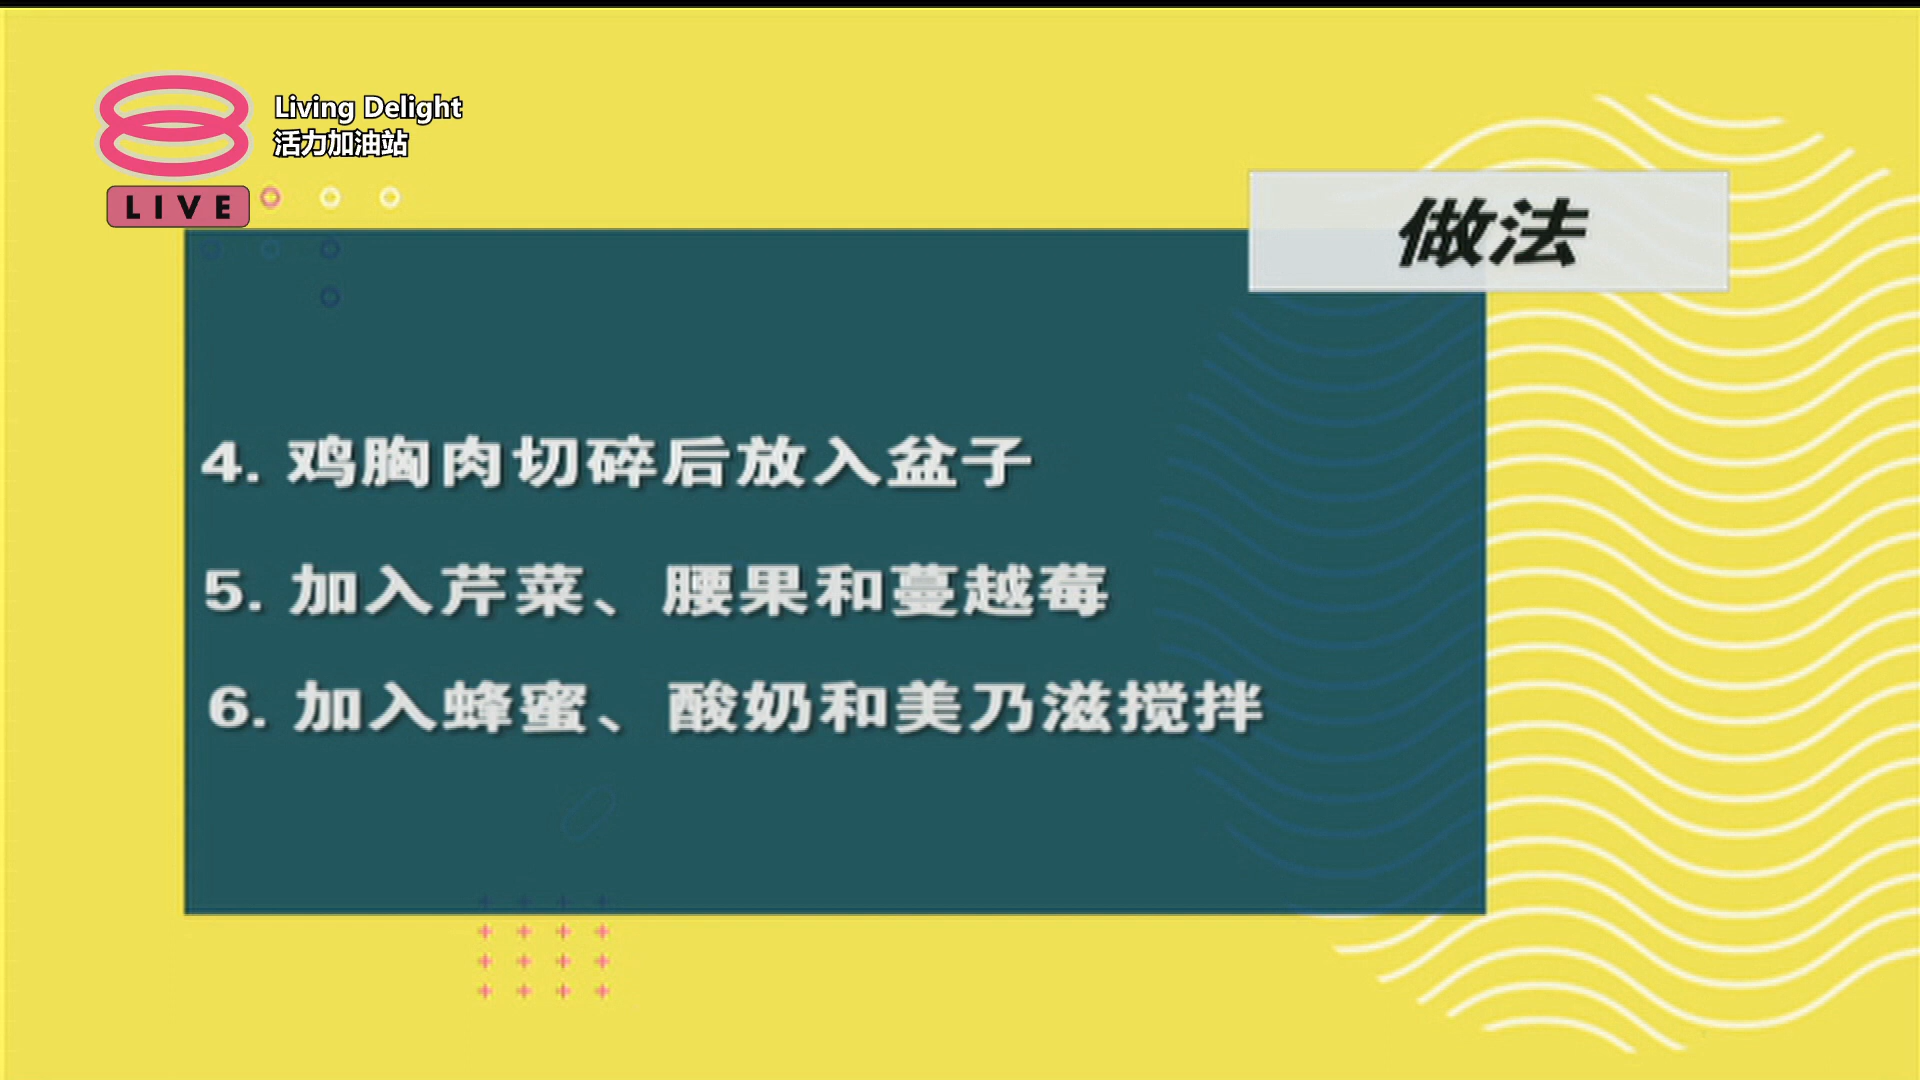 Living Delight
活力加油站
LIVE
做法
4. 鸡胸肉切碎后放入盆子
5. 加入芹菜、腰果和蔓越莓
6. 加入蜂蜜、酸奶和美乃滋搅拌